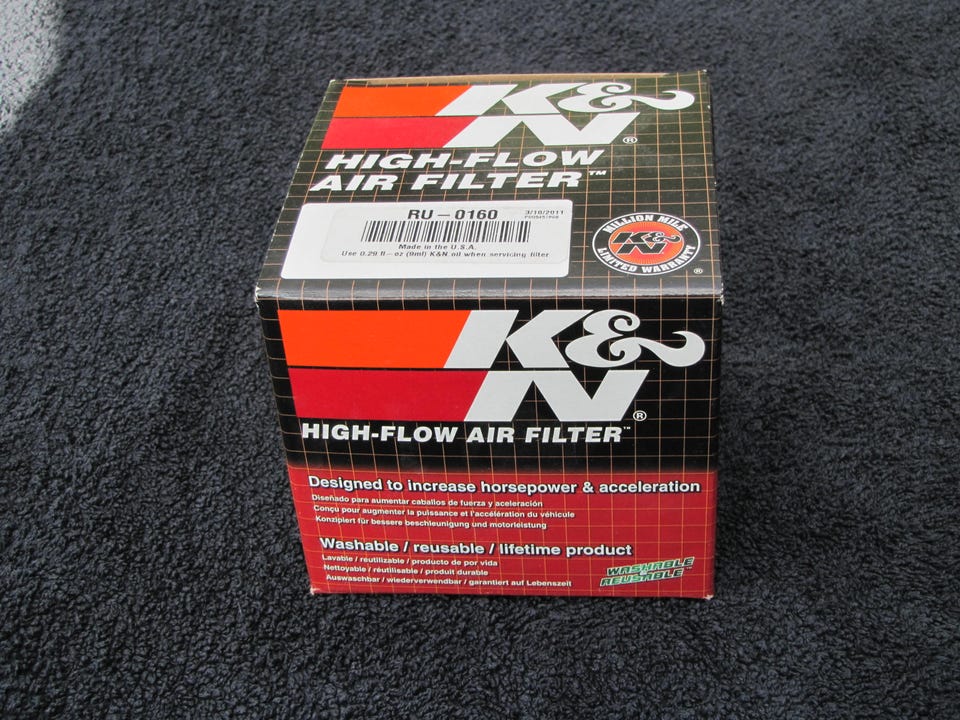 K&N®
HIGH-FLOW
AIR FILTER™
RU-0160
3/18/2011
Made in the U.S.A.
Use 0.29 fl-oz (9ml) K&N oil when servicing filter
MILLION MILE
K&N
LIMITED WARRANTY
®
K&N®
HIGH-FLOW AIR FILTER™
Designed to increase horsepower & acceleration
Diseñado para aumentar caballos de fuerza y aceleración
Conçu pour augmenter la puissance et l'accélération du véhicule
Konzipiert für bessere beschleunigung und motorleistung
Washable / reusable / lifetime product
Lavable / reutilizable / producto de por vida
Nettoyable / réutilisable / produit durable
Auswaschbar / wiederverwendbar / garantiert auf Lebenszeit
WASHABLE
REUSABLE™